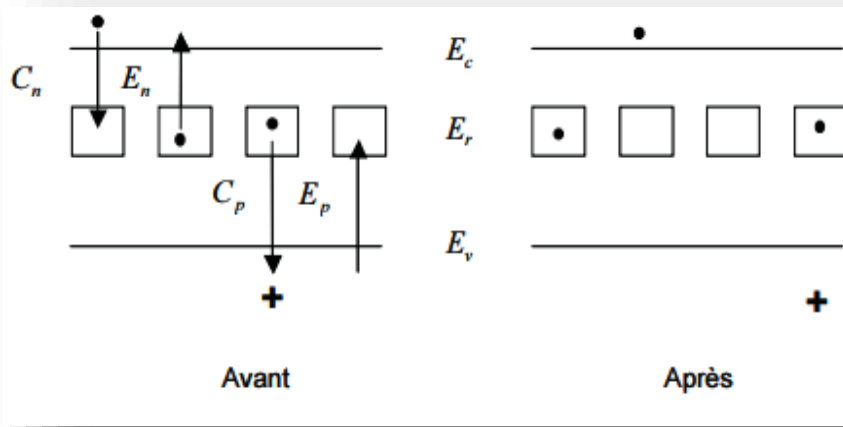 E_c
C_n E_n
E_r
C_p E_p
E_v
+ +
Avant Après